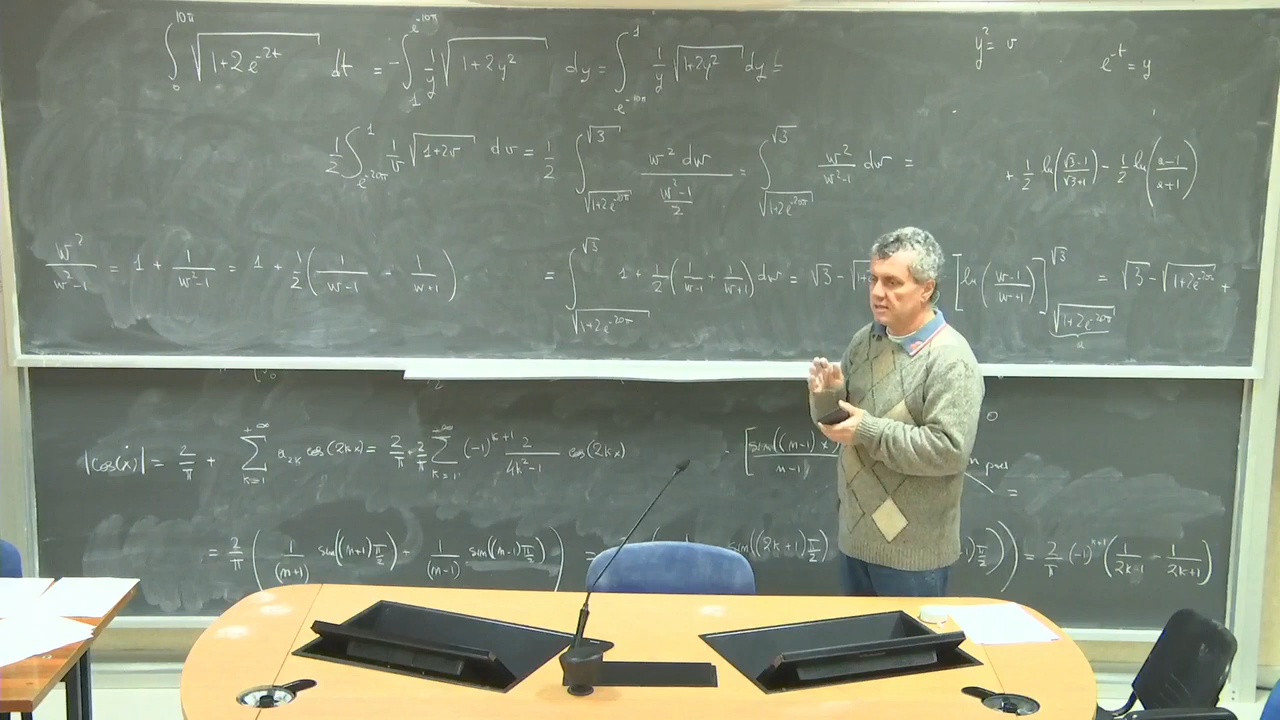 ∫_0^{10π} √(1+2e^{-2t}) dt = -∫_1^{e^{-10π}} 1/y √(1+2y²) dy = ∫_{e^{-10π}}^1 1/y √(1+2y²) dy =
y² = v
e^t = y
1/2 ∫_{e^{-20π}}^1 1/v √(1+2v) dv = 1/2 ∫_{√(1+2e^{-20π})}^{√3} w² dw / ((w²-1)/2) = ∫_{√(1+2e^{-20π})}^{√3} w²/(w²-1) dw =
+ 1/2 ln((√3-1)/(√3+1)) - 1/2 ln((a-1)/(a+1))
w²/(w²-1) = 1 + 1/(w²-1) = 1 + 1/2 (1/(w-1) - 1/(w+1))
= ∫_{√(1+2e^{-20π})}^{√3} 1 + 1/2 (1/(w-1) + 1/(w+1)) dw = √3 - √(1+
[ln((w-1)/(w+1))]_{√(1+2e^{-20π})}^{√3} = √3 - √(1+2e^{-20π}) +
a
|cos(x)| = 2/π + ∑_{k=1}^{+∞} a_{2k} cos(2kx) = 2/π + 2/π ∑_{k=1}^{+∞} (-1)^{k+1} 2/(4k²-1) cos(2kx)
- [sin((n-1)x)/(n-1)
0
=
= 2/π (1/(n+1) sin((n+1)π/2) + 1/(n-1) sin((n-1)π/2)) =
sin((2k+1)π/2)
-1)π/2)) = 2/π (-1)^{k+1} (1/(2k-1) - 1/(2k+1))